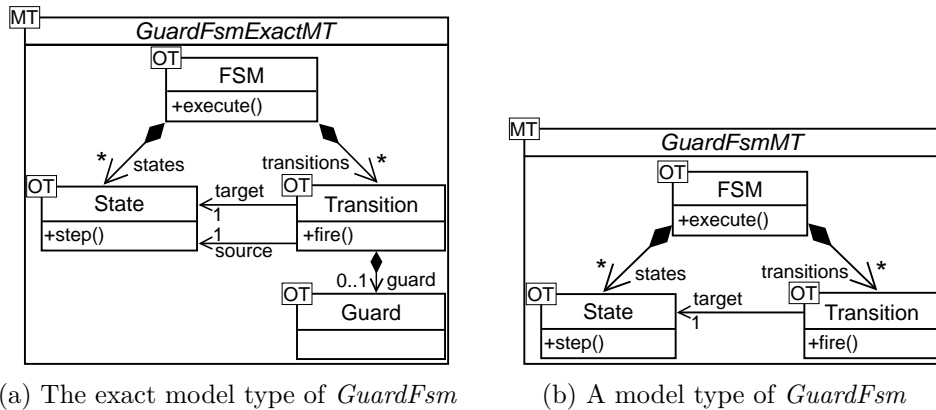 MT
GuardFsmExactMT
OT
FSM
+execute()
* states
transitions *
OT
State
+step()
target
1
1
source
OT
Transition
+fire()
0..1 guard
OT
Guard
(a) The exact model type of GuardFsm
MT
GuardFsmMT
OT
FSM
+execute()
* states
transitions *
OT
State
+step()
target
1
OT
Transition
+fire()
(b) A model type of GuardFsm